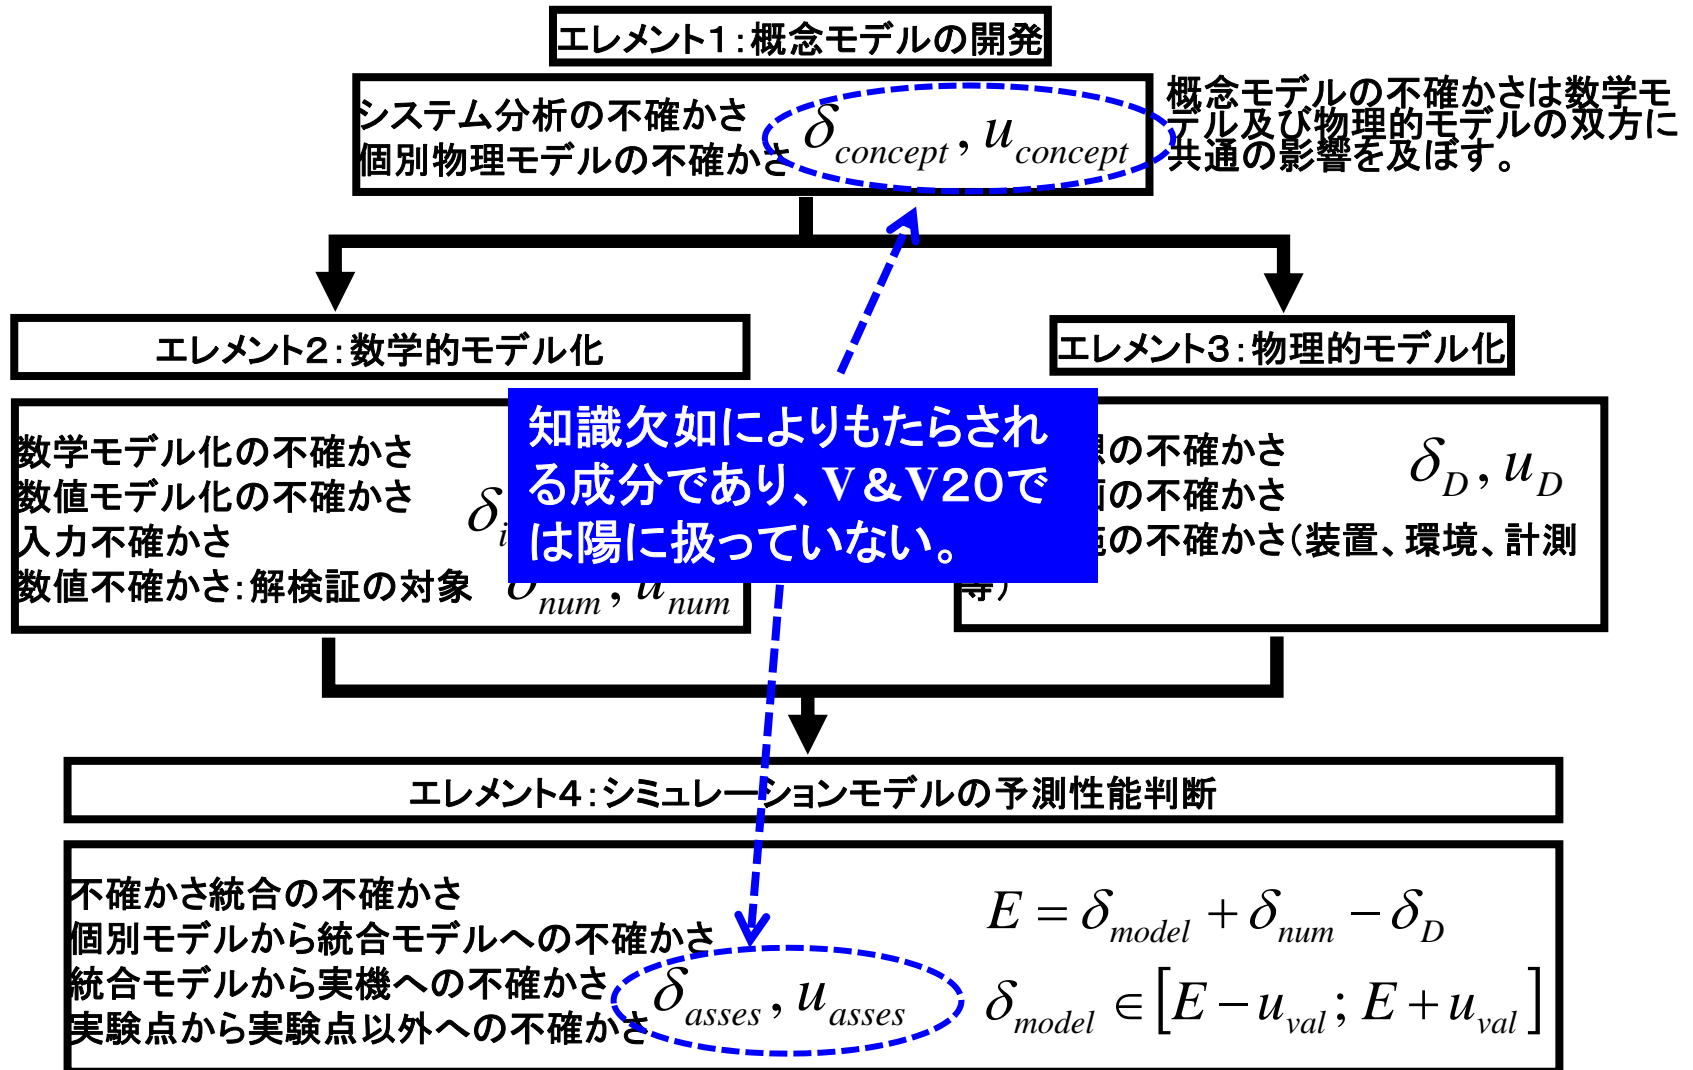 エレメント1：概念モデルの開発
システム分析の不確かさ
個別物理モデルの不確かさ
δconcept , uconcept
概念モデルの不確かさは数学モ
デル及び物理的モデルの双方に
共通の影響を及ぼす。
エレメント2：数学的モデル化
エレメント3：物理的モデル化
数学モデル化の不確かさ
数値モデル化の不確かさ
入力不確かさ
δi
数値不確かさ：解検証の対象
δnum , unum
知識欠如によりもたらされ
る成分であり、V&V20で
は陽に扱っていない。
の不確かさ
の不確かさ
の不確かさ（装置、環境、計測
等）
δD , uD
エレメント4：シミュレーションモデルの予測性能判断
不確かさ統合の不確かさ
個別モデルから統合モデルへの不確かさ
統合モデルから実機への不確かさ
実験点から実験点以外への不確かさ
δasses , uasses
E = δmodel + δnum − δD
δmodel ∈ [E − uval ; E + uval]